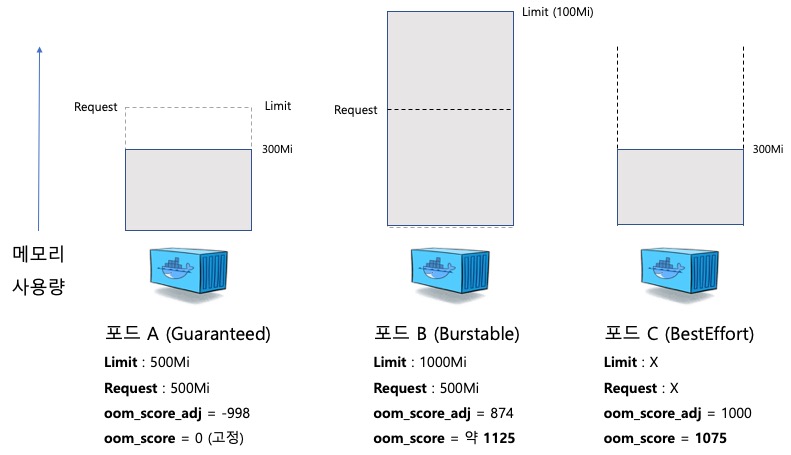 Limit (100Mi)
Request
Limit
Request
300Mi
300Mi
메모리
사용량
포드 A (Guaranteed)
Limit : 500Mi
Request : 500Mi
oom_score_adj = -998
oom_score = 0 (고정)
포드 B (Burstable)
Limit : 1000Mi
Request : 500Mi
oom_score_adj = 874
oom_score = 약 1125
포드 C (BestEffort)
Limit : X
Request : X
oom_score_adj = 1000
oom_score = 1075